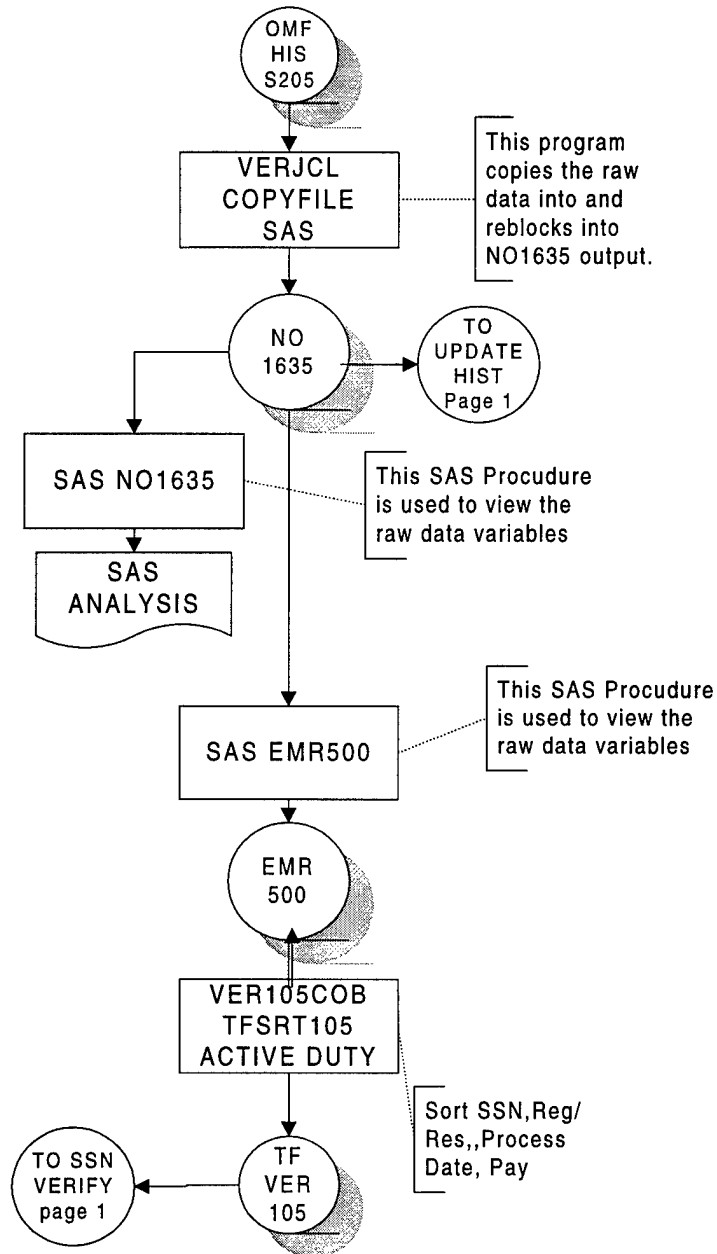 OMF
HIS
S205
VERJCL
COPYFILE
SAS
This program
copies the raw
data into and
reblocks into
NO1635 output.
NO
1635
TO
UPDATE
HIST
Page 1
SAS NO1635
This SAS Procudure
is used to view the
raw data variables
SAS
ANALYSIS
SAS EMR500
This SAS Procudure
is used to view the
raw data variables
EMR
500
VER105COB
TFSRT105
ACTIVE DUTY
Sort SSN,Reg/
Res,,Process
Date, Pay
TO SSN
VERIFY
page 1
TF
VER
105